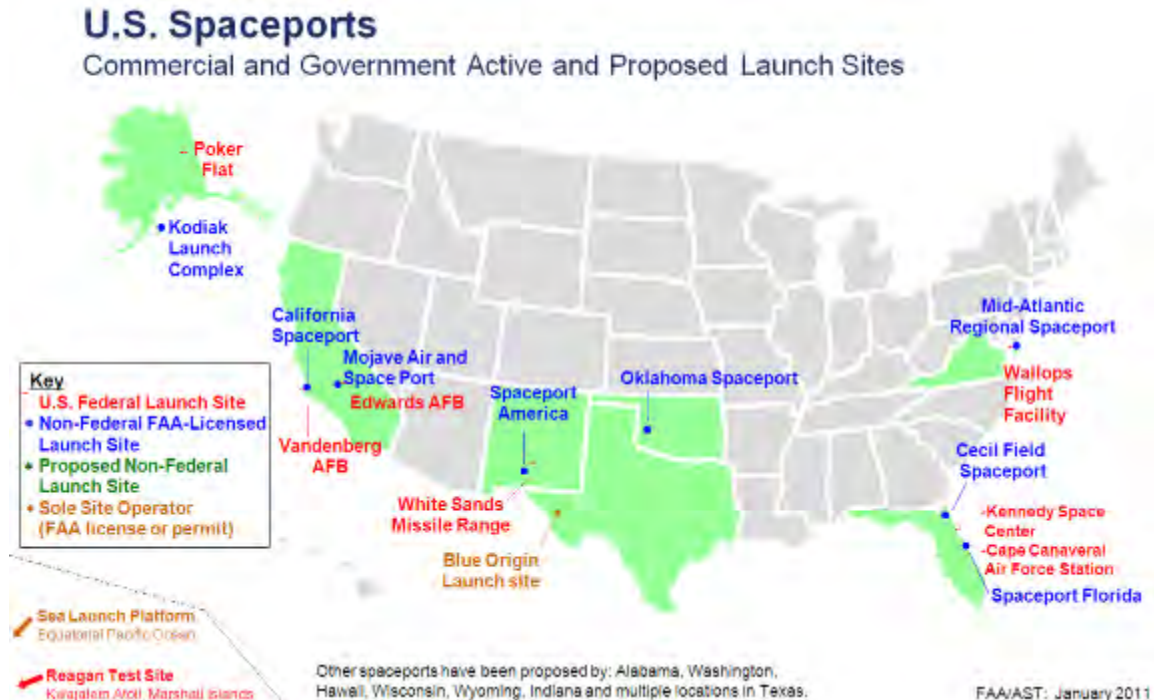 U.S. Spaceports
Commercial and Government Active and Proposed Launch Sites
Poker
Flat
Kodiak
Launch
Complex
California
Spaceport
Mojave Air and
Space Port
Edwards AFB
Vandenberg
AFB
Spaceport
America
Oklahoma Spaceport
White Sands
Missile Range
Blue Origin
Launch site
Mid-Atlantic
Regional Spaceport
Wallops
Flight
Facility
Cecil Field
Spaceport
-Kennedy Space
Center
-Cape Canaveral
Air Force Station
Spaceport Florida
Key
U.S. Federal Launch Site
Non-Federal FAA-Licensed
Launch Site
Proposed Non-Federal
Launch Site
Sole Site Operator
(FAA license or permit)
Sea Launch Platform
Equatorial Pacific Ocean
Reagan Test Site
Kwajalein Atoll, Marshall Islands
Other spaceports have been proposed by: Alabama, Washington,
Hawaii, Wisconsin, Wyoming, Indiana and multiple locations in Texas.
FAA/AST: January 2011